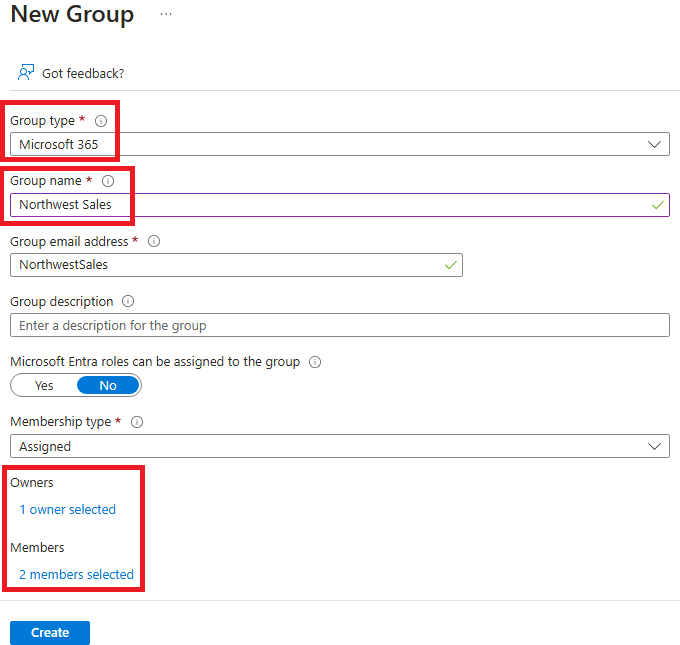 New Group ...
Got feedback?
Group type *
Microsoft 365
Group name *
Northwest Sales
Group email address *
NorthwestSales
Group description
Enter a description for the group
Microsoft Entra roles can be assigned to the group
Yes No
Membership type *
Assigned
Owners
1 owner selected
Members
2 members selected
Create